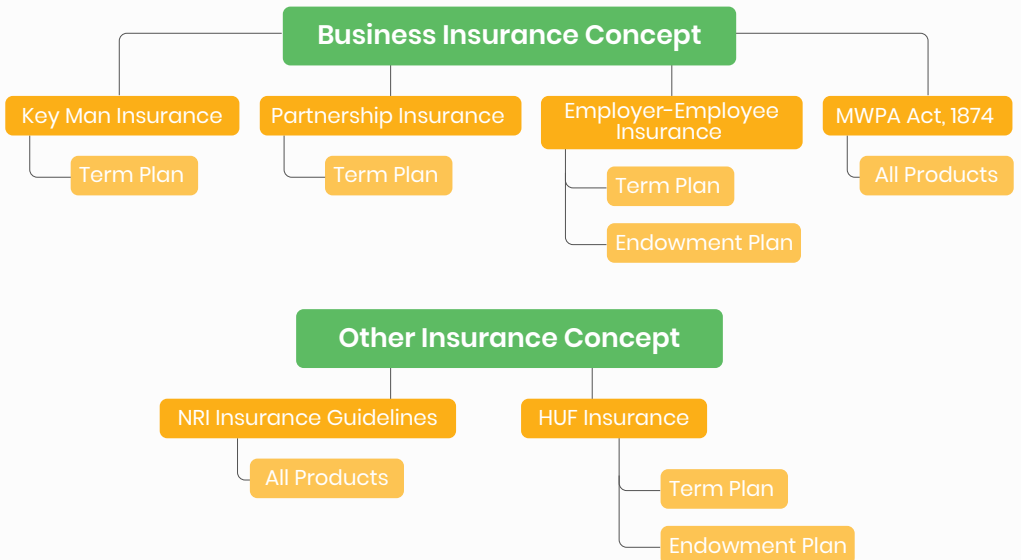 Business Insurance Concept
Key Man Insurance
Partnership Insurance
Employer-Employee
Insurance
MWPA Act, 1874
Term Plan
Term Plan
Term Plan
Endowment Plan
All Products
Other Insurance Concept
NRI Insurance Guidelines
HUF Insurance
All Products
Term Plan
Endowment Plan